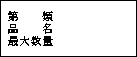 第　　類
品　　名
最大数量